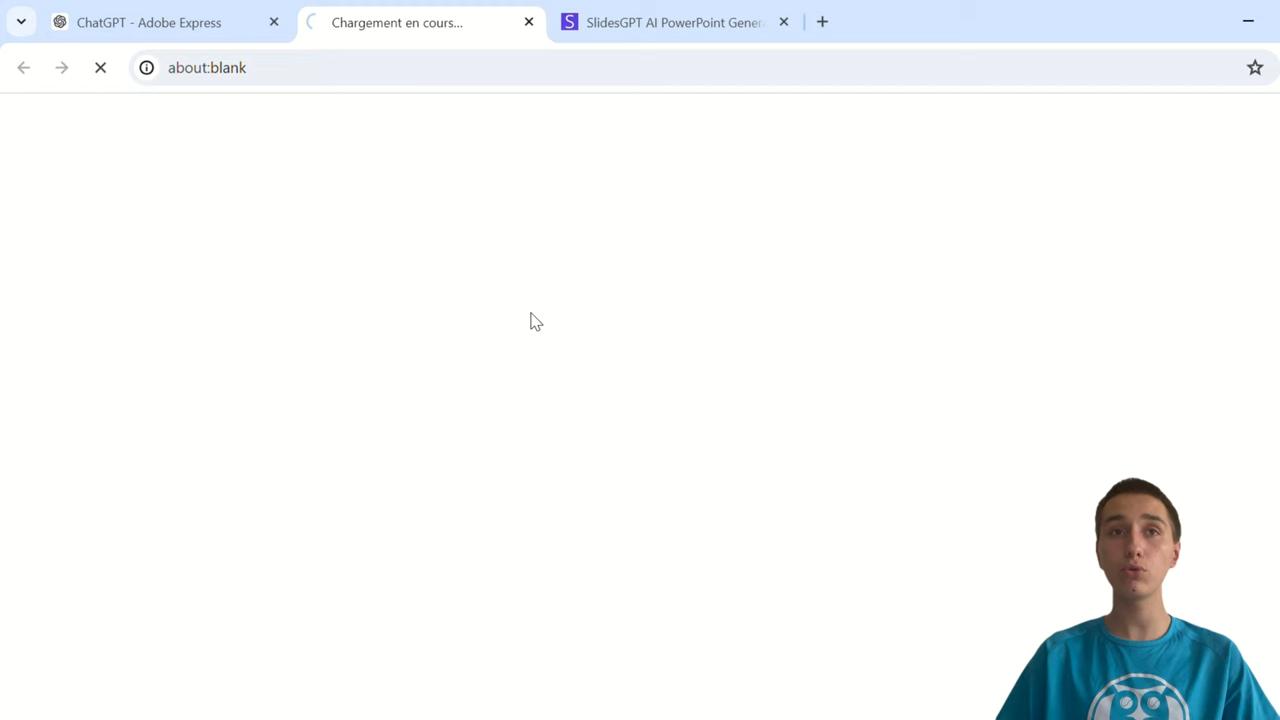 ChatGPT - Adobe Express
Chargement en cours...
S SlidesGPT AI PowerPoint Gener
about:blank